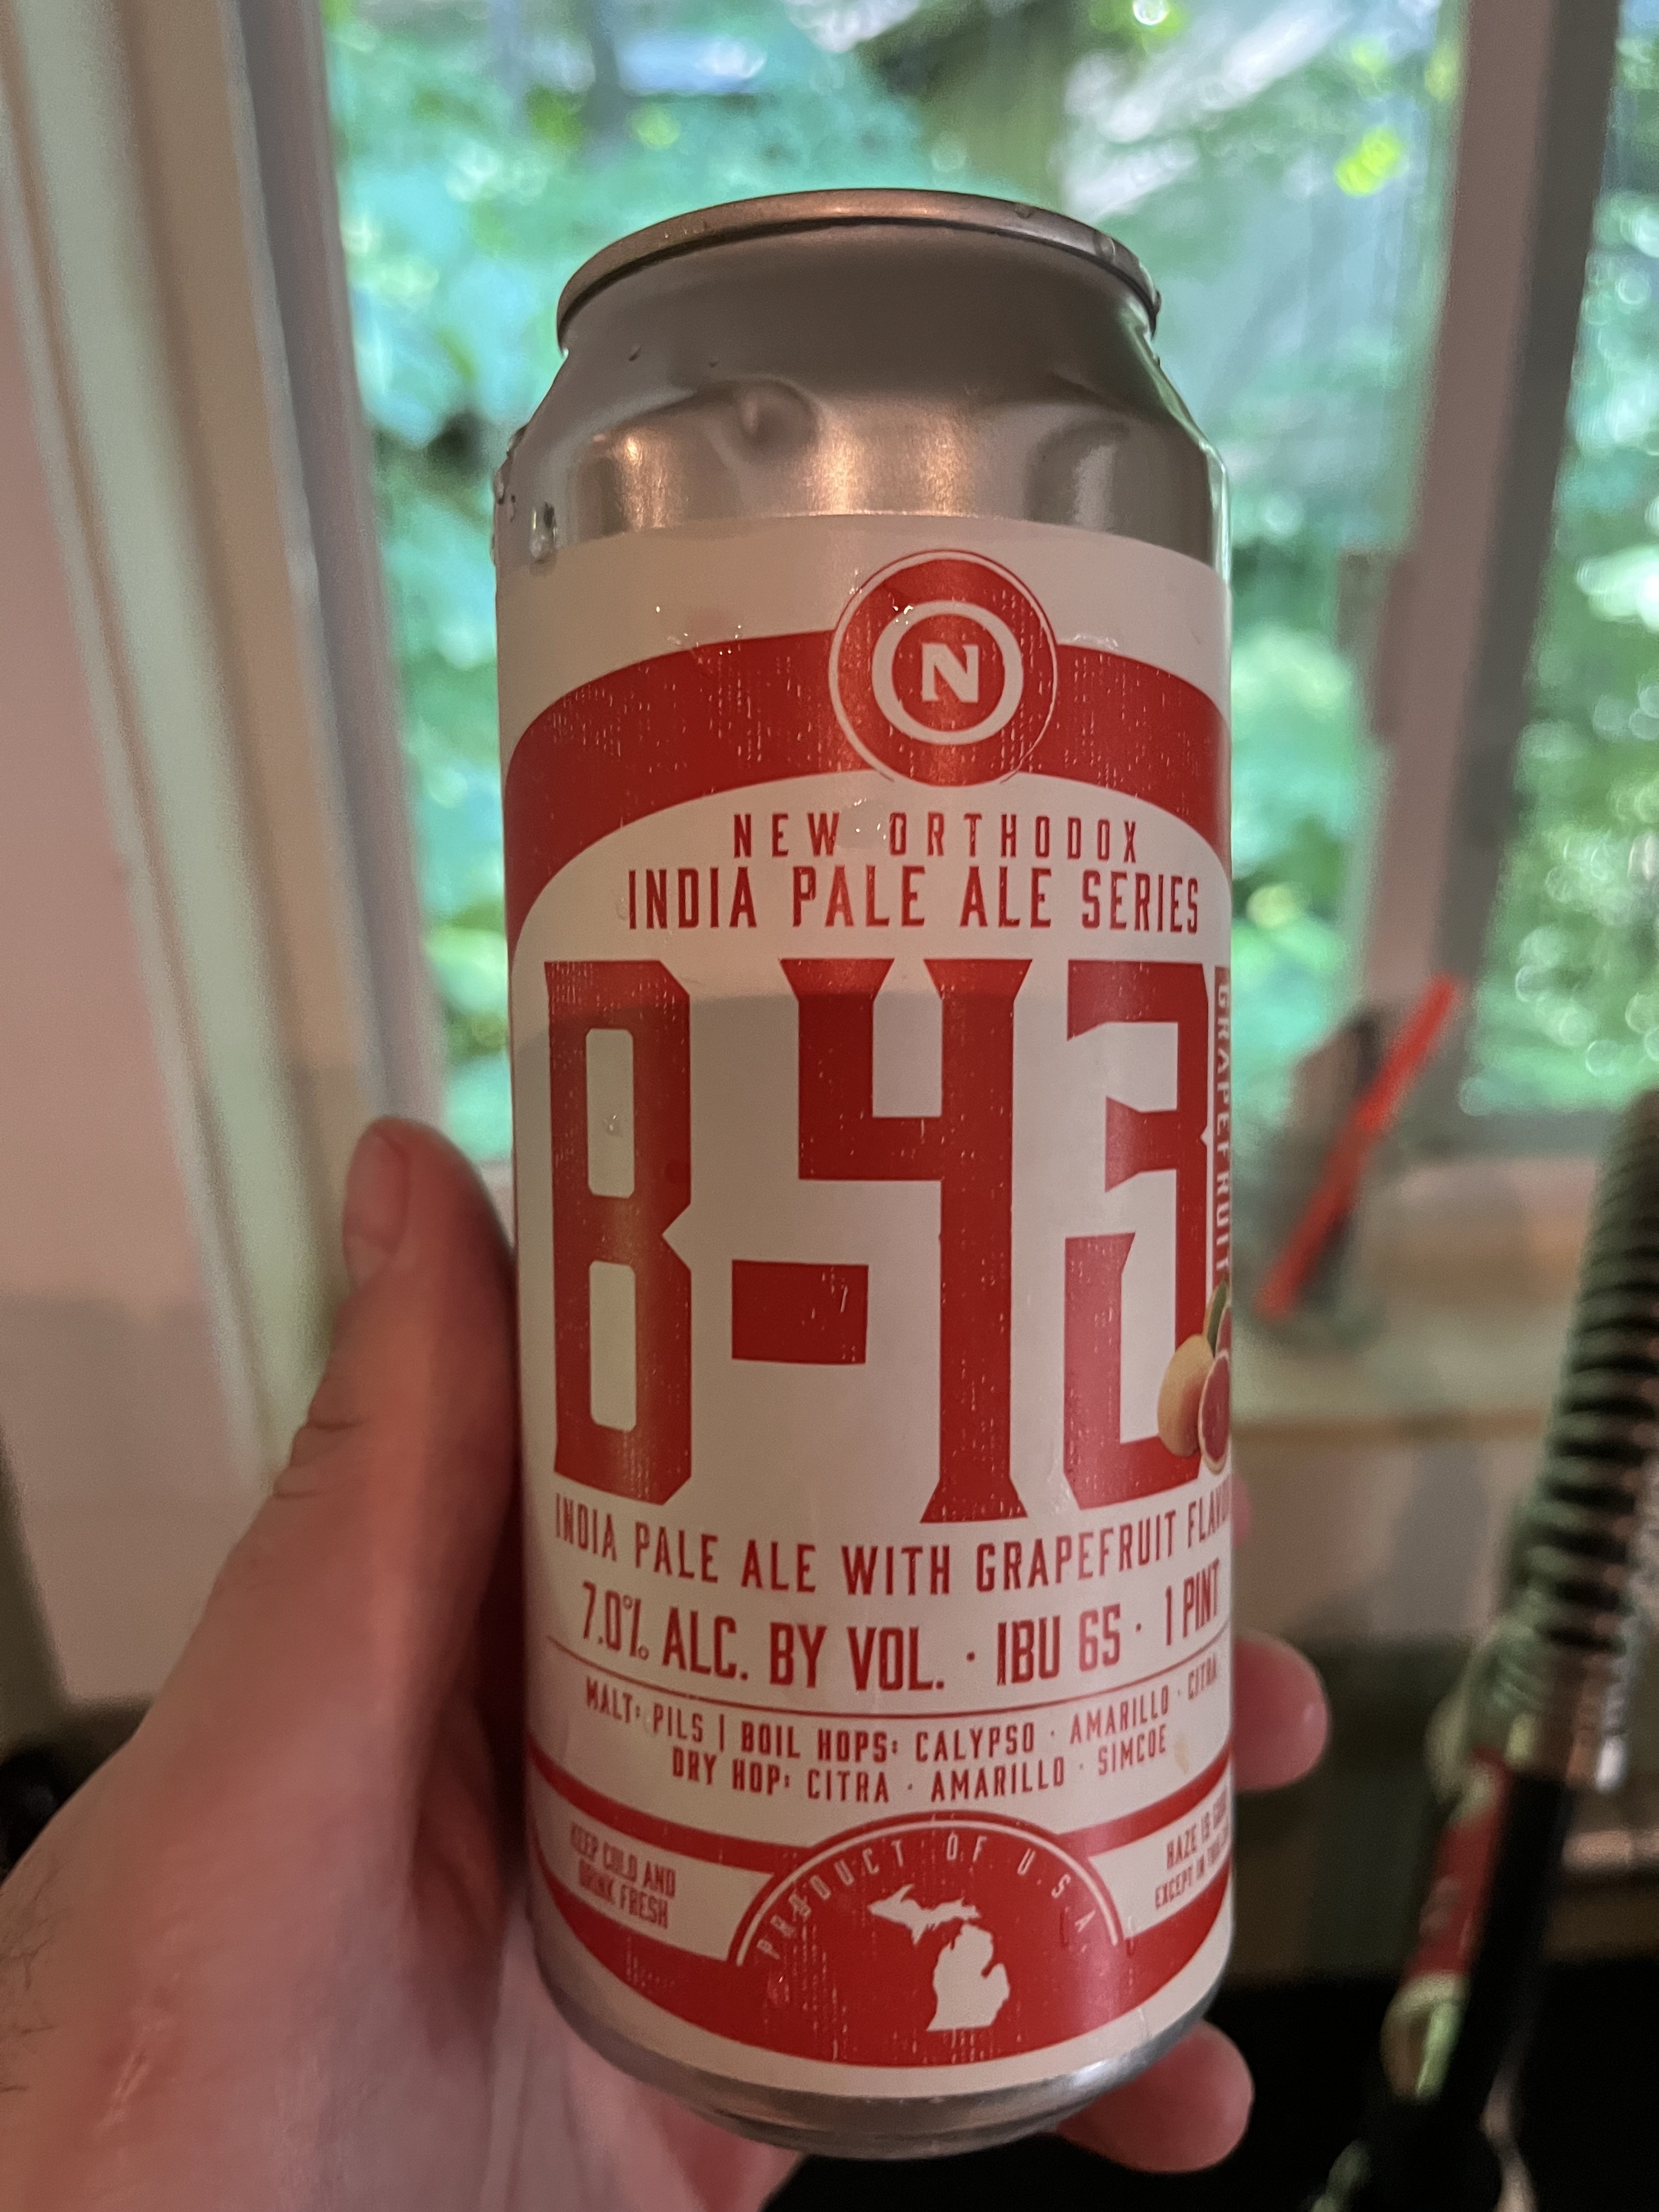 N
NEW ORTHODOX
INDIA PALE ALE SERIES
B-43
GRAPEFRUIT
INDIA PALE ALE WITH GRAPEFRUIT FLAVO
7.0% ALC. BY VOL. · IBU 65 · 1 PINT
MALT: PILS | BOIL HOPS: CALYPSO · AMARILLO · CITRA
DRY HOP: CITRA · AMARILLO · SIMCOE
KEEP COLD AND
DRINK FRESH
PRODUCT OF U.S.A
HAZE IS GOOD
EXCEPT IN